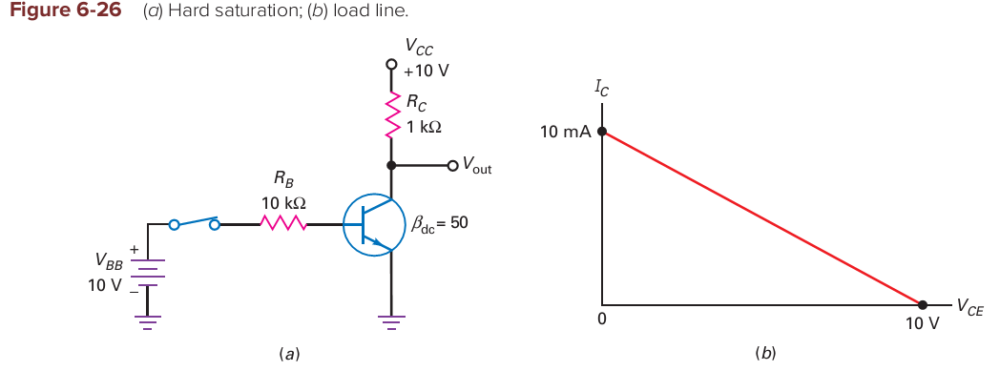 Figure 6-26 (a) Hard saturation; (b) load line.
VCC
+10 V
RC
1 kΩ
Vout
RB
10 kΩ
βdc = 50
+
VBB
10 V
–
(a)
IC
10 mA
0
10 V
VCE
(b)